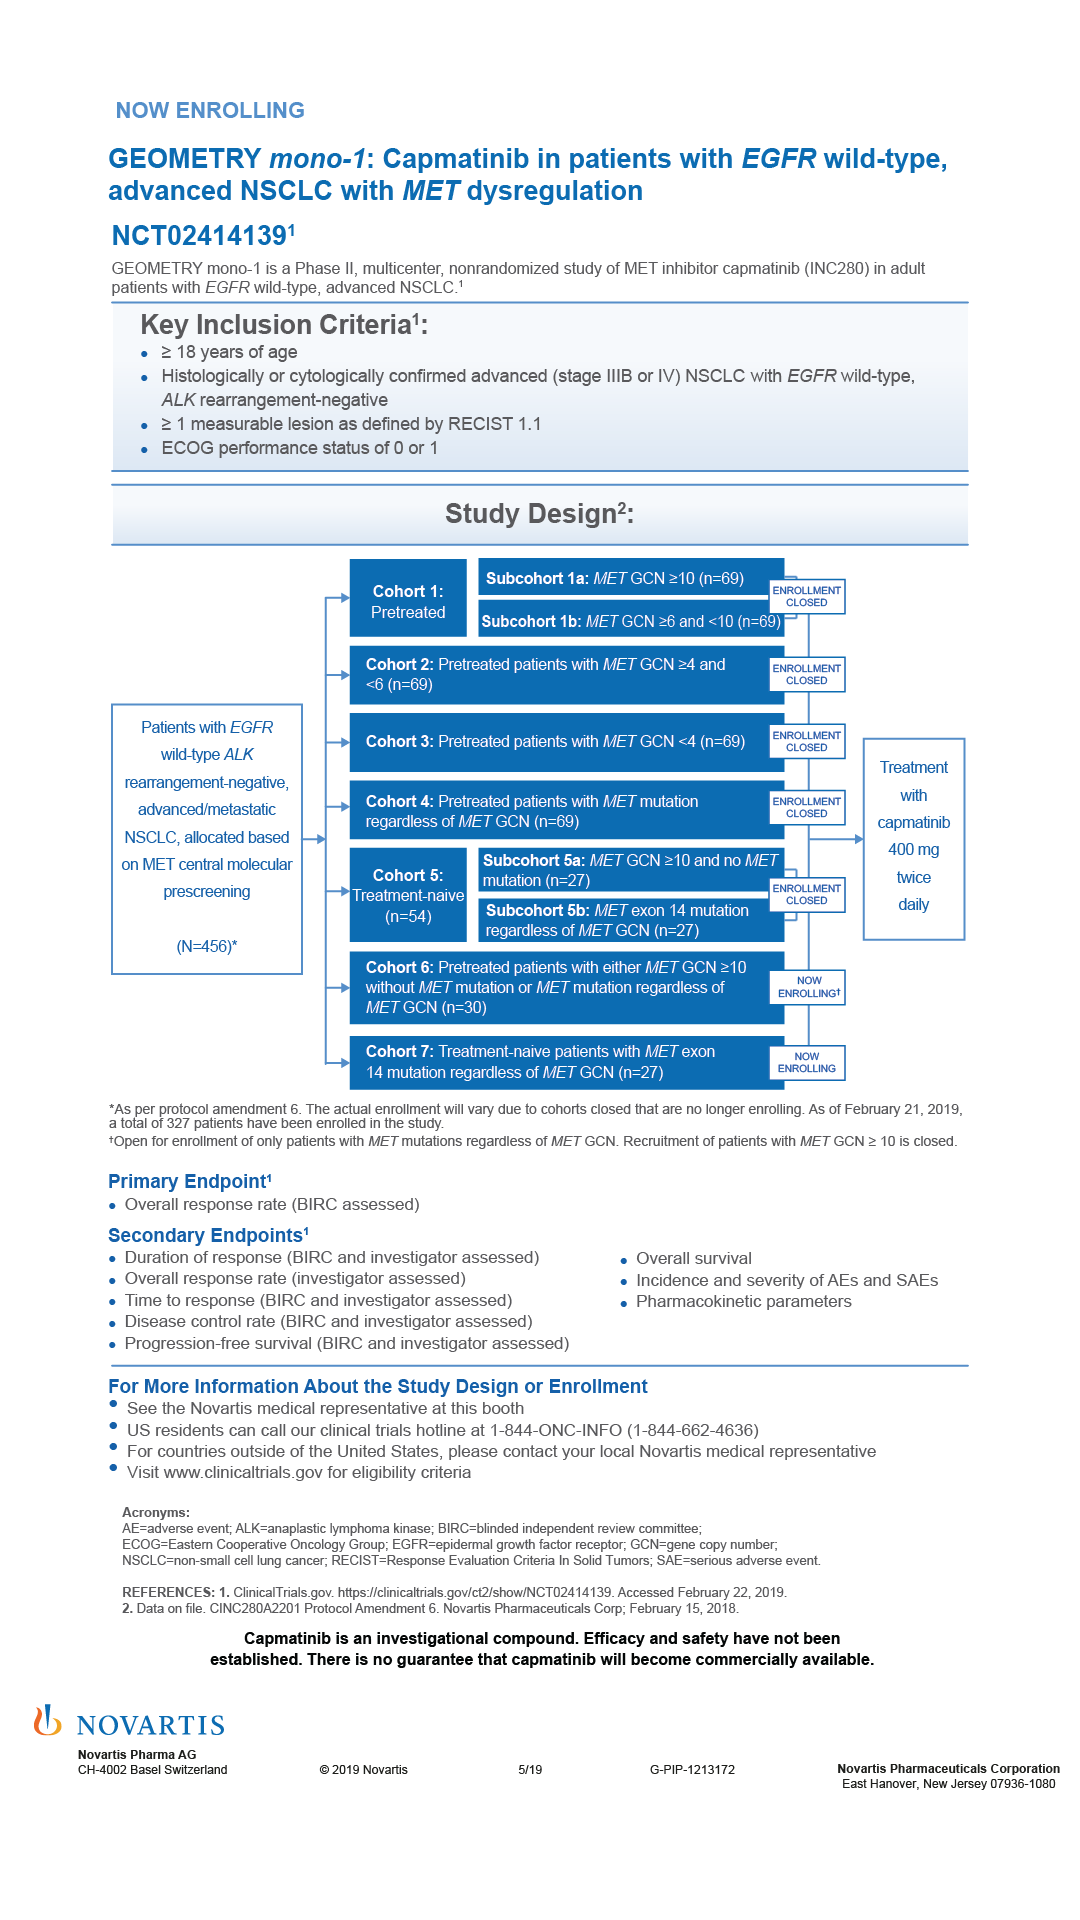 NOW ENROLLING
GEOMETRY mono-1: Capmatinib in patients with EGFR wild-type,
advanced NSCLC with MET dysregulation
NCT02414139¹
GEOMETRY mono-1 is a Phase II, multicenter, nonrandomized study of MET inhibitor capmatinib (INC280) in adult
patients with EGFR wild-type, advanced NSCLC.¹
Key Inclusion Criteria¹:
• ≥ 18 years of age
• Histologically or cytologically confirmed advanced (stage IIIB or IV) NSCLC with EGFR wild-type,
ALK rearrangement-negative
• ≥ 1 measurable lesion as defined by RECIST 1.1
• ECOG performance status of 0 or 1
Study Design²:
Patients with EGFR
wild-type ALK
rearrangement-negative,
advanced/metastatic
NSCLC, allocated based
on MET central molecular
prescreening
(N=456)*
Cohort 1:
Pretreated
Subcohort 1a: MET GCN ≥10 (n=69)
Subcohort 1b: MET GCN ≥6 and <10 (n=69)
ENROLLMENT
CLOSED
Cohort 2: Pretreated patients with MET GCN ≥4 and
<6 (n=69)
ENROLLMENT
CLOSED
Cohort 3: Pretreated patients with MET GCN <4 (n=69)
ENROLLMENT
CLOSED
Cohort 4: Pretreated patients with MET mutation
regardless of MET GCN (n=69)
ENROLLMENT
CLOSED
Cohort 5:
Treatment-naive
(n=54)
Subcohort 5a: MET GCN ≥10 and no MET
mutation (n=27)
Subcohort 5b: MET exon 14 mutation
regardless of MET GCN (n=27)
ENROLLMENT
CLOSED
Cohort 6: Pretreated patients with either MET GCN ≥10
without MET mutation or MET mutation regardless of
MET GCN (n=30)
NOW
ENROLLING†
Cohort 7: Treatment-naive patients with MET exon
14 mutation regardless of MET GCN (n=27)
NOW
ENROLLING
Treatment
with
capmatinib
400 mg
twice
daily
*As per protocol amendment 6. The actual enrollment will vary due to cohorts closed that are no longer enrolling. As of February 21, 2019,
a total of 327 patients have been enrolled in the study.
†Open for enrollment of only patients with MET mutations regardless of MET GCN. Recruitment of patients with MET GCN ≥ 10 is closed.
Primary Endpoint¹
• Overall response rate (BIRC assessed)
Secondary Endpoints¹
• Duration of response (BIRC and investigator assessed)
• Overall response rate (investigator assessed)
• Time to response (BIRC and investigator assessed)
• Disease control rate (BIRC and investigator assessed)
• Progression-free survival (BIRC and investigator assessed)
• Overall survival
• Incidence and severity of AEs and SAEs
• Pharmacokinetic parameters
For More Information About the Study Design or Enrollment
• See the Novartis medical representative at this booth
• US residents can call our clinical trials hotline at 1-844-ONC-INFO (1-844-662-4636)
• For countries outside of the United States, please contact your local Novartis medical representative
• Visit www.clinicaltrials.gov for eligibility criteria
Acronyms:
AE=adverse event; ALK=anaplastic lymphoma kinase; BIRC=blinded independent review committee;
ECOG=Eastern Cooperative Oncology Group; EGFR=epidermal growth factor receptor; GCN=gene copy number;
NSCLC=non-small cell lung cancer; RECIST=Response Evaluation Criteria In Solid Tumors; SAE=serious adverse event.
REFERENCES: 1. ClinicalTrials.gov. https://clinicaltrials.gov/ct2/show/NCT02414139. Accessed February 22, 2019.
2. Data on file. CINC280A2201 Protocol Amendment 6. Novartis Pharmaceuticals Corp; February 15, 2018.
Capmatinib is an investigational compound. Efficacy and safety have not been
established. There is no guarantee that capmatinib will become commercially available.
NOVARTIS
Novartis Pharma AG
CH-4002 Basel Switzerland
© 2019 Novartis
5/19
G-PIP-1213172
Novartis Pharmaceuticals Corporation
East Hanover, New Jersey 07936-1080